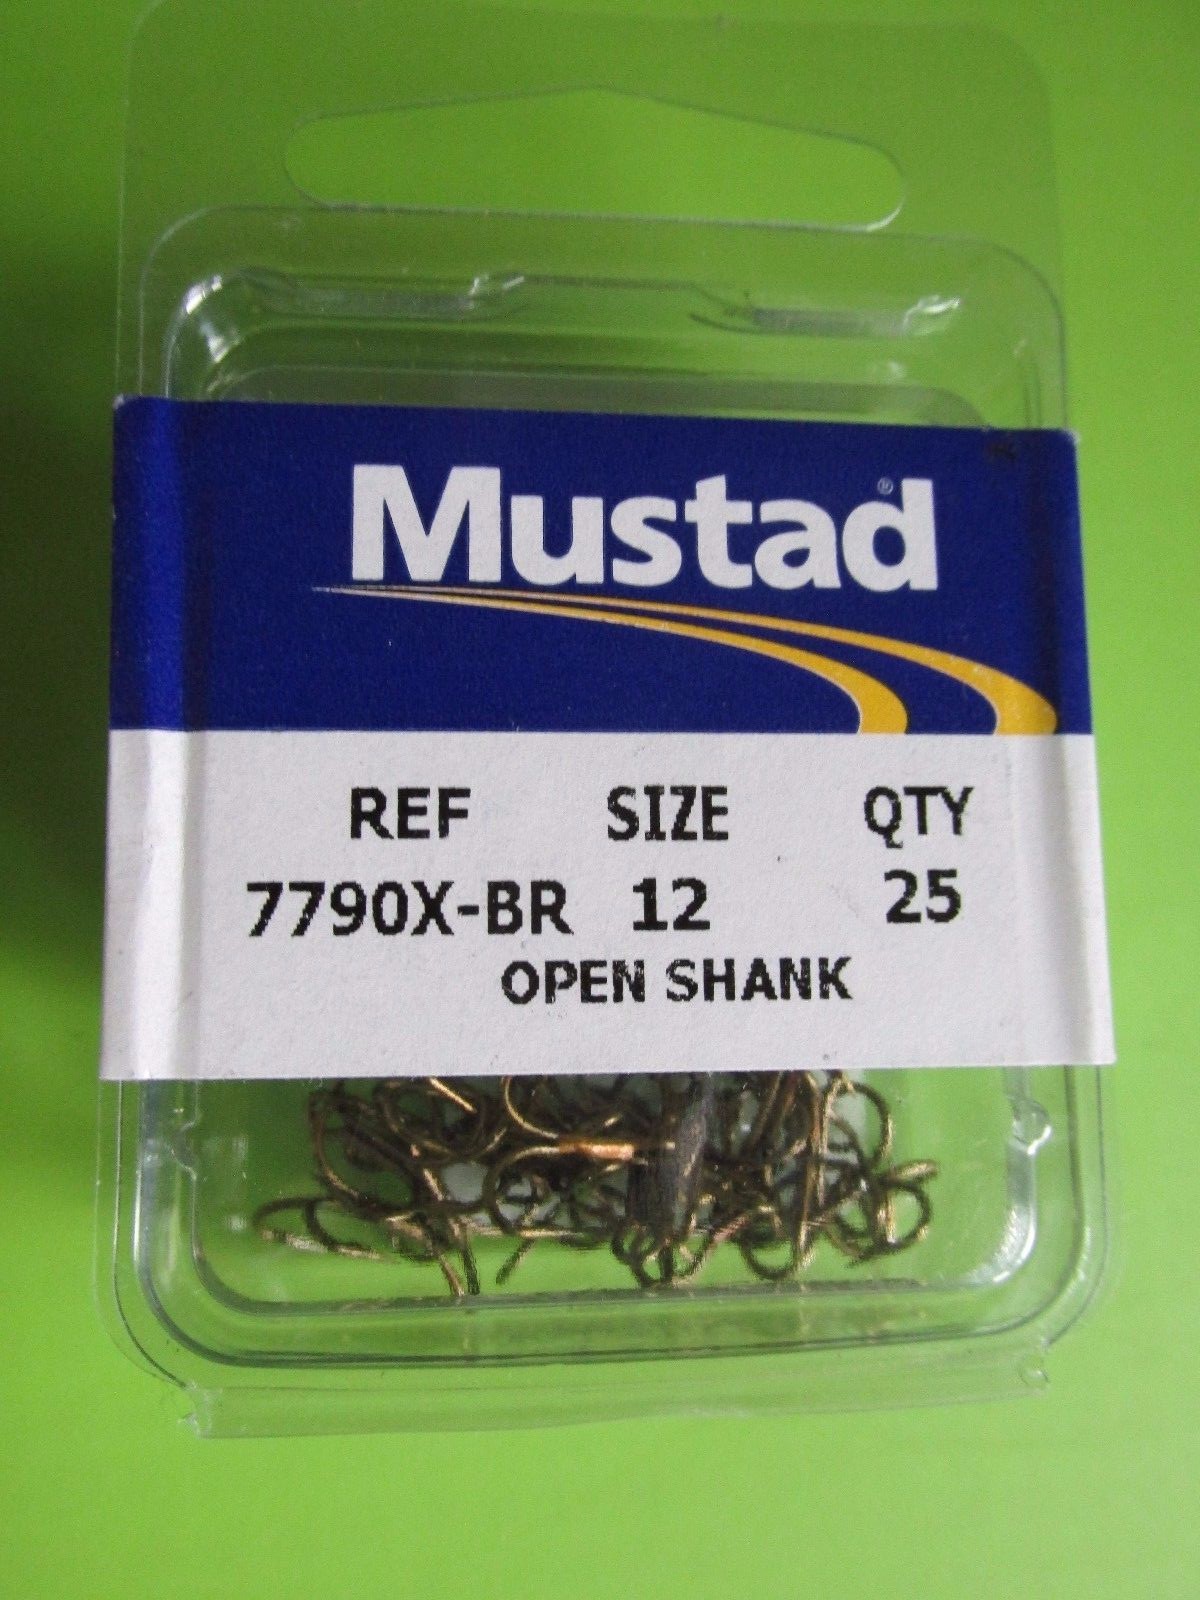 Mustad®
REF SIZE QTY
7790X-BR 12 25
OPEN SHANK